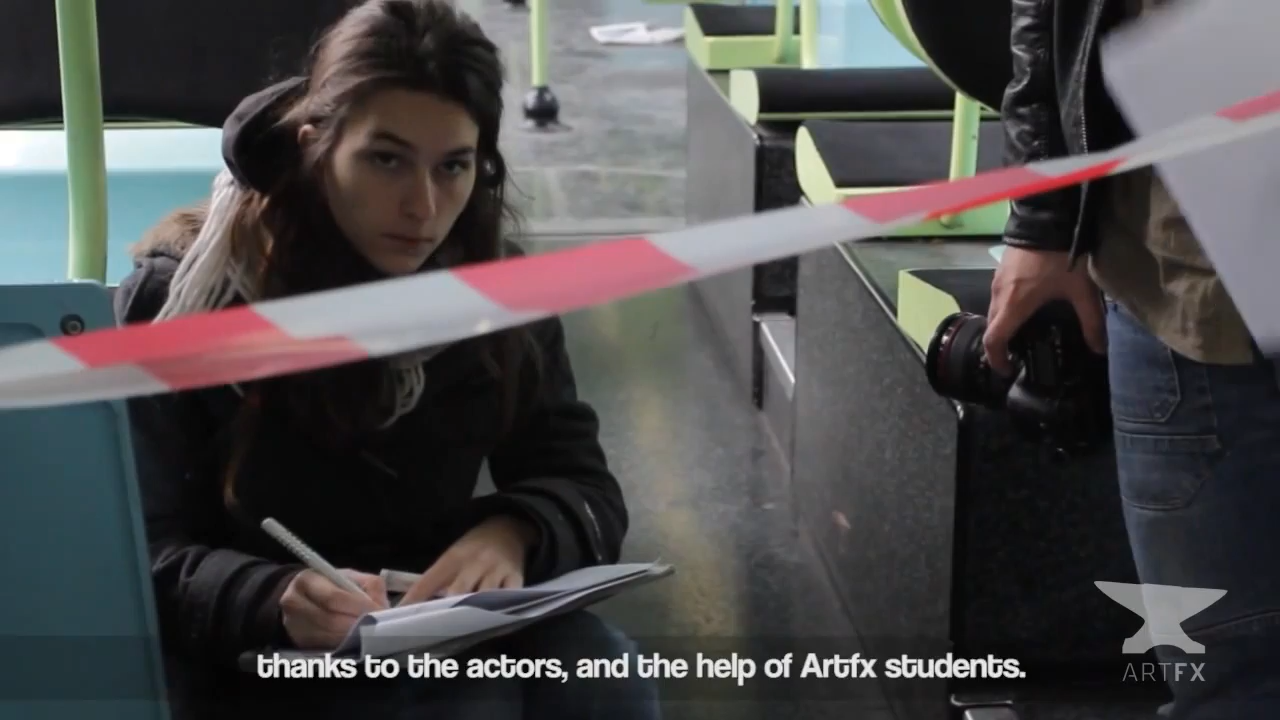 thanks to the actors, and the help of Artfx students.
ARTFX